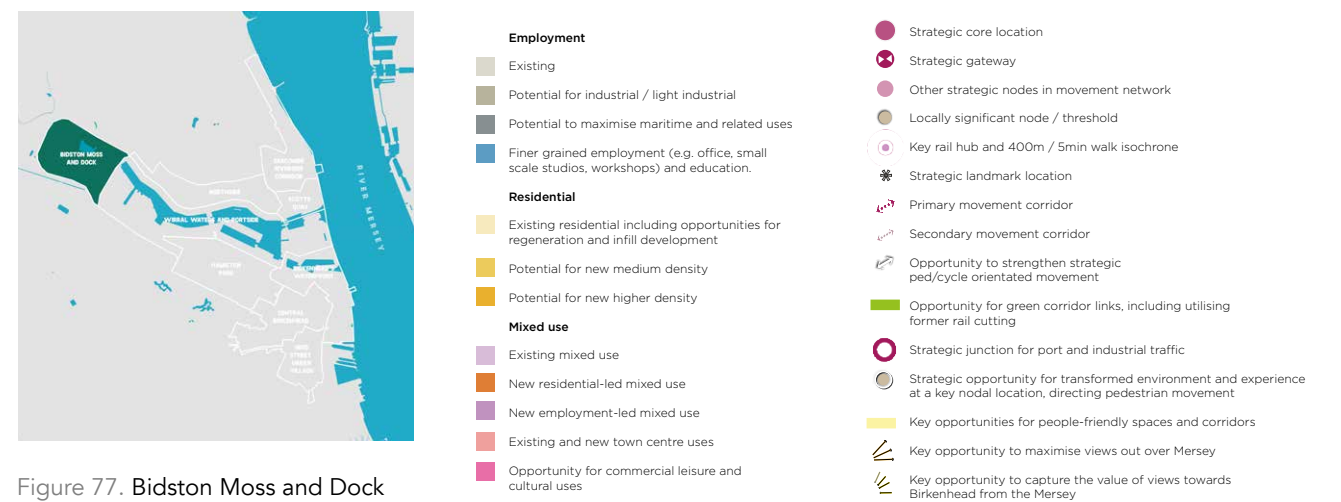 BIDSTON MOSS
AND DOCK
RIVER MERSEY
WIRRAL WATERS AND PORTSIDE
HAMILTON
PARK
CENTRAL
BIRKENHEAD
Figure 77. Bidston Moss and Dock
Employment
Existing
Potential for industrial / light industrial
Potential to maximise maritime and related uses
Finer grained employment (e.g. office, small
scale studios, workshops) and education.
Residential
Existing residential including opportunities for
regeneration and infill development
Potential for new medium density
Potential for new higher density
Mixed use
Existing mixed use
New residential-led mixed use
New employment-led mixed use
Existing and new town centre uses
Opportunity for commercial leisure and
cultural uses
Strategic core location
Strategic gateway
Other strategic nodes in movement network
Locally significant node / threshold
Key rail hub and 400m / 5min walk isochrone
Strategic landmark location
Primary movement corridor
Secondary movement corridor
Opportunity to strengthen strategic
ped/cycle orientated movement
Opportunity for green corridor links, including utilising
former rail cutting
Strategic junction for port and industrial traffic
Strategic opportunity for transformed environment and experience
at a key nodal location, directing pedestrian movement
Key opportunities for people-friendly spaces and corridors
Key opportunity to maximise views out over Mersey
Key opportunity to capture the value of views towards
Birkenhead from the Mersey